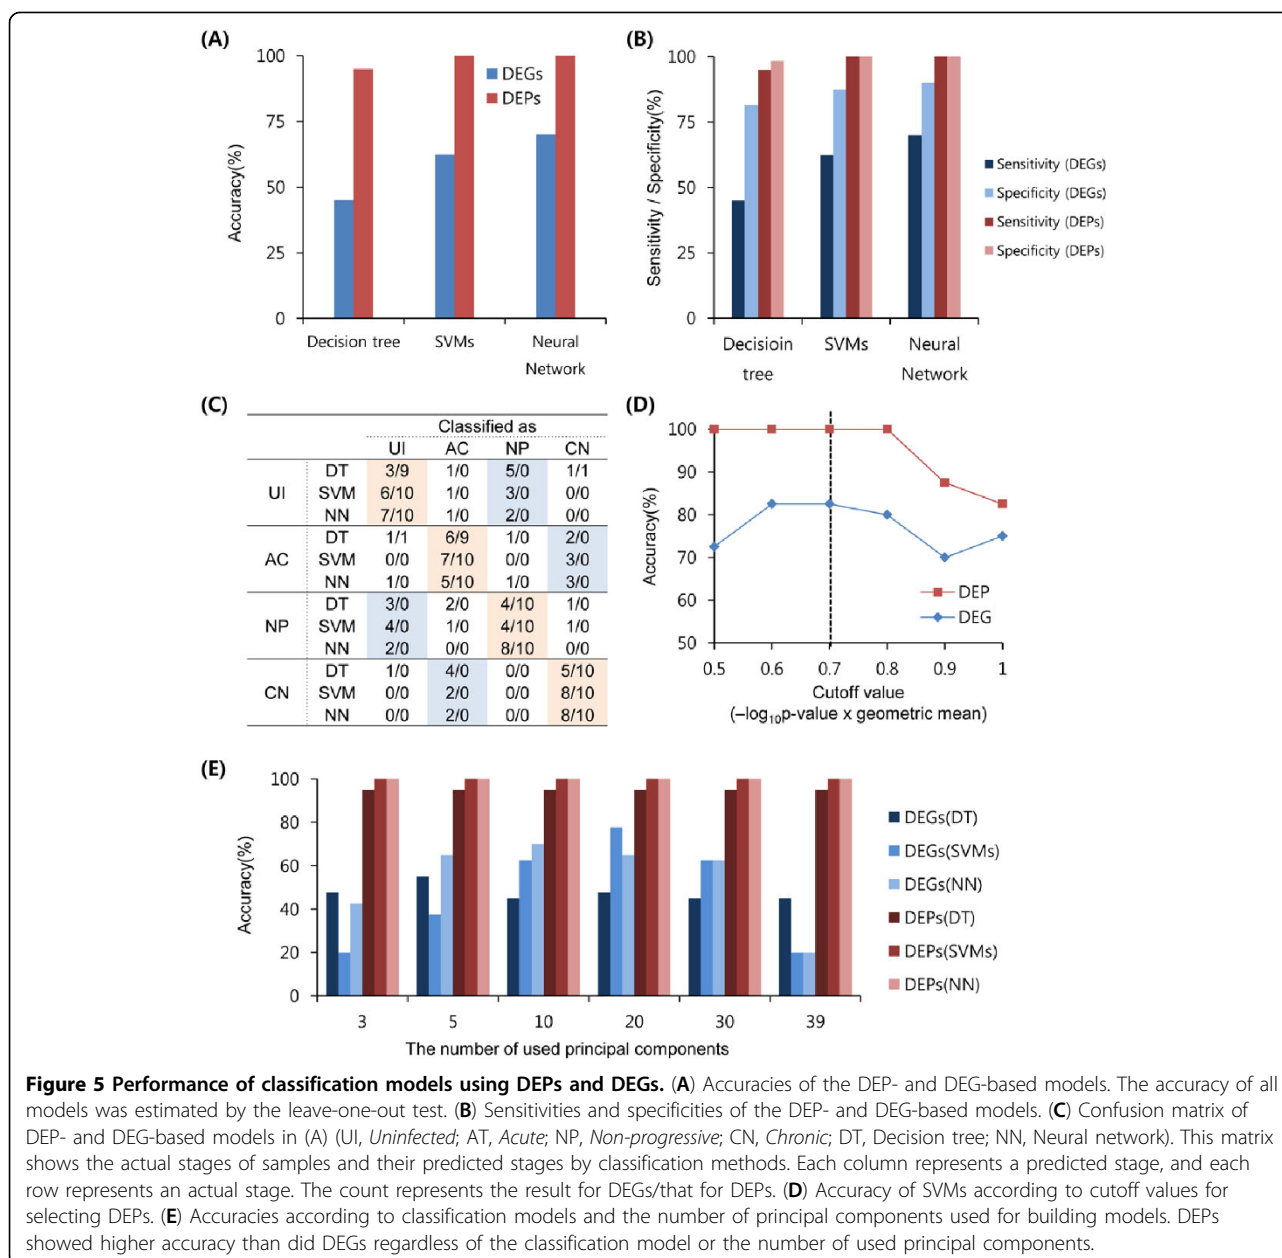 (A)
100
75
50
25
0
Accuracy(%)
DEGs
DEPs
Decision tree
SVMs
Neural
Network
(B)
100
75
50
25
0
Sensitivity / Specificity(%)
Decisioin
tree
SVMs
Neural
Network
Sensitivity (DEGs)
Specificity (DEGs)
Sensitivity (DEPs)
Specificity (DEPs)
(C)
Classified as
UI AC NP CN
UI DT 3/9 1/0 5/0 1/1
SVM 6/10 1/0 3/0 0/0
NN 7/10 1/0 2/0 0/0
AC DT 1/1 6/9 1/0 2/0
SVM 0/0 7/10 0/0 3/0
NN 1/0 5/10 1/0 3/0
NP DT 3/0 2/0 4/10 1/0
SVM 4/0 1/0 4/10 1/0
NN 2/0 0/0 8/10 0/0
CN DT 1/0 4/0 0/0 5/10
SVM 0/0 2/0 0/0 8/10
NN 0/0 2/0 0/0 8/10
(D)
100
90
80
70
60
50
Accuracy(%)
DEP
DEG
0.5 0.6 0.7 0.8 0.9 1
Cutoff value
(−log₁₀p-value x geometric mean)
(E)
100
80
60
40
20
0
Accuracy(%)
3 5 10 20 30 39
The number of used principal components
DEGs(DT)
DEGs(SVMs)
DEGs(NN)
DEPs(DT)
DEPs(SVMs)
DEPs(NN)
Figure 5 Performance of classification models using DEPs and DEGs. (A) Accuracies of the DEP- and DEG-based models. The accuracy of all
models was estimated by the leave-one-out test. (B) Sensitivities and specificities of the DEP- and DEG-based models. (C) Confusion matrix of
DEP- and DEG-based models in (A) (UI, Uninfected; AT, Acute; NP, Non-progressive; CN, Chronic; DT, Decision tree; NN, Neural network). This matrix
shows the actual stages of samples and their predicted stages by classification methods. Each column represents a predicted stage, and each
row represents an actual stage. The count represents the result for DEGs/that for DEPs. (D) Accuracy of SVMs according to cutoff values for
selecting DEPs. (E) Accuracies according to classification models and the number of principal components used for building models. DEPs
showed higher accuracy than did DEGs regardless of the classification model or the number of used principal components.